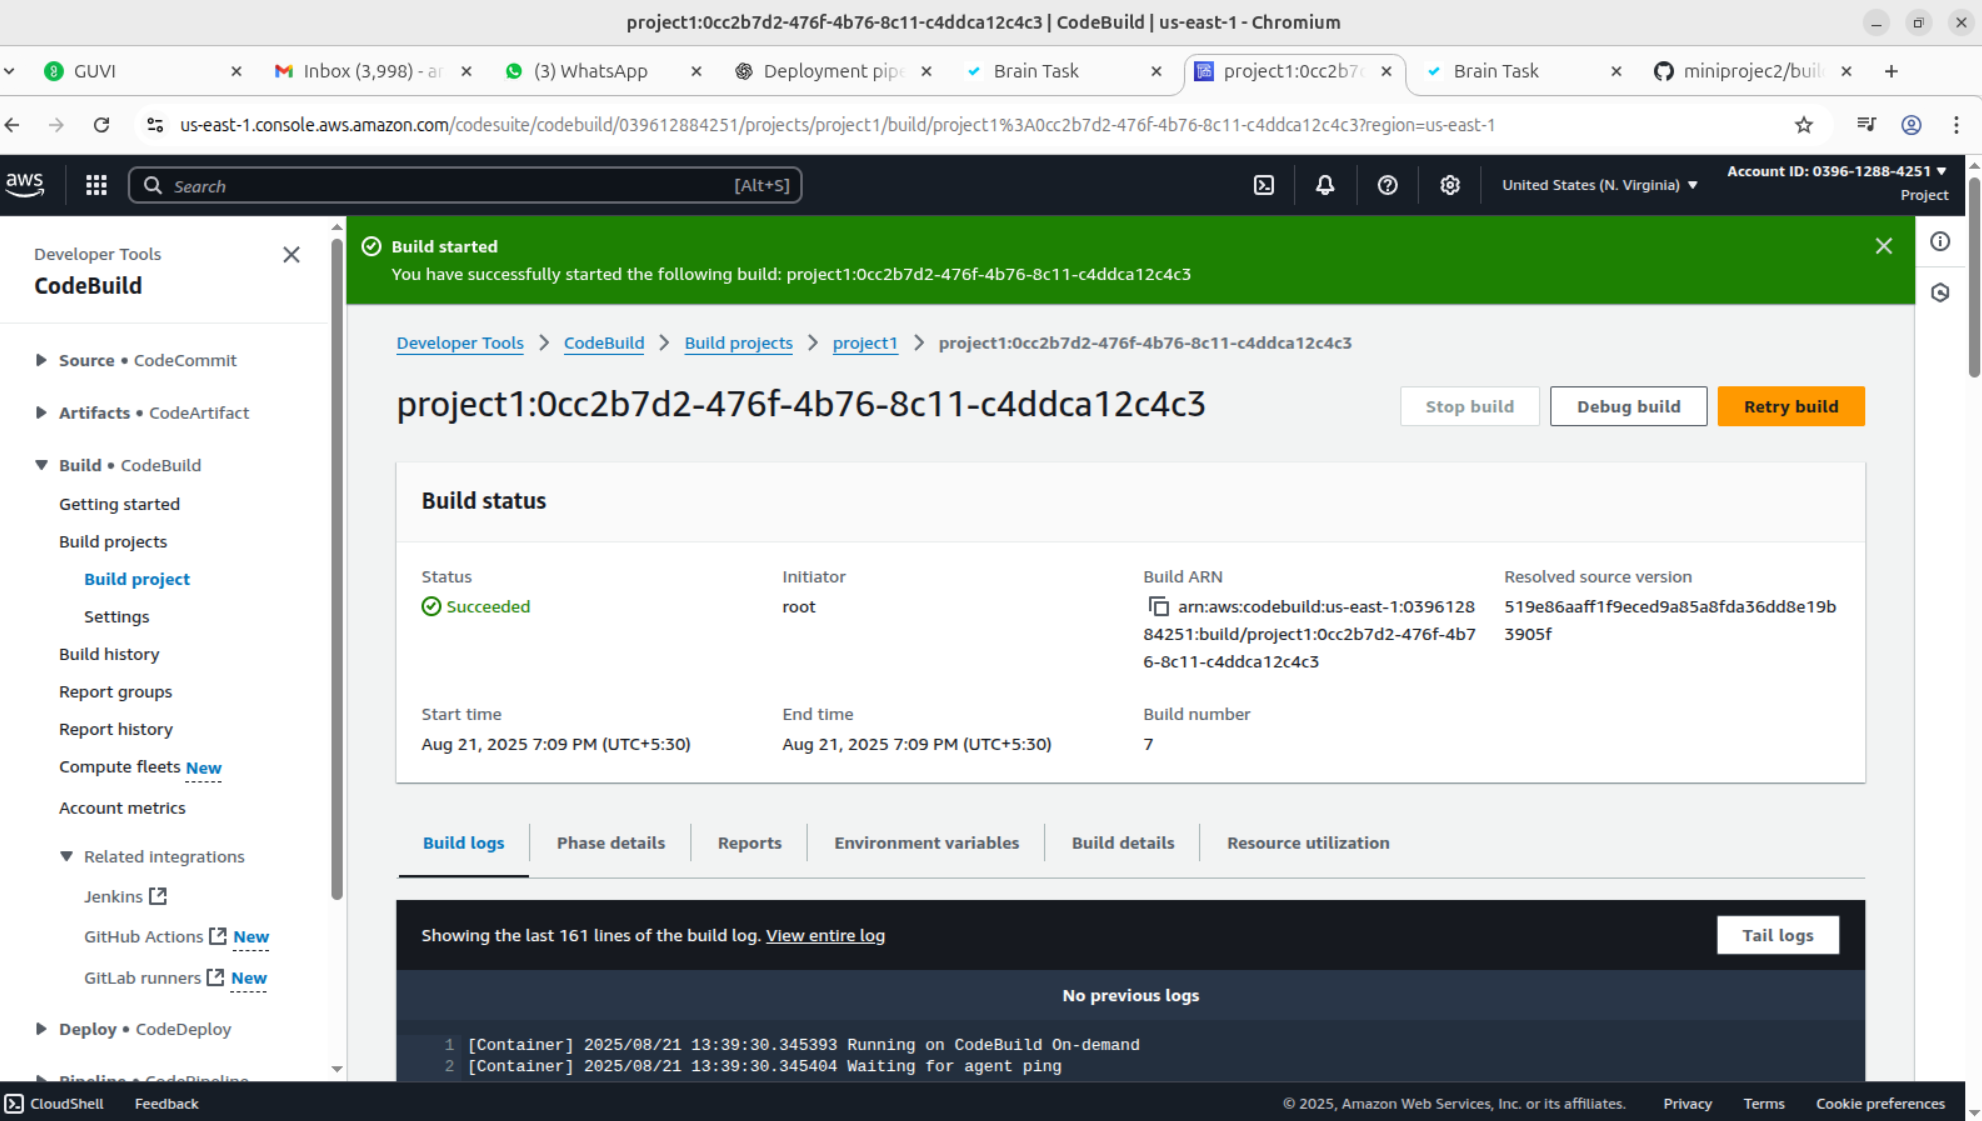 project1:0cc2b7d2-476f-4b76-8c11-c4ddca12c4c3 | CodeBuild | us-east-1 - Chromium
GUVI
Inbox (3,998) - ar
(3) WhatsApp
Deployment pipe
Brain Task
project1:0cc2b7c
Brain Task
miniprojec2/buil
us-east-1.console.aws.amazon.com/codesuite/codebuild/039612884251/projects/project1/build/project1%3A0cc2b7d2-476f-4b76-8c11-c4ddca12c4c3?region=us-east-1
aws
Search
[Alt+S]
United States (N. Virginia)
Account ID: 0396-1288-4251
Project
Developer Tools
CodeBuild
Source • CodeCommit
Artifacts • CodeArtifact
Build • CodeBuild
Getting started
Build projects
Build project
Settings
Build history
Report groups
Report history
Compute fleets New
Account metrics
Related integrations
Jenkins
GitHub Actions New
GitLab runners New
Deploy • CodeDeploy
Pipeline • CodePipeline
Build started
You have successfully started the following build: project1:0cc2b7d2-476f-4b76-8c11-c4ddca12c4c3
Developer Tools
CodeBuild
Build projects
project1
project1:0cc2b7d2-476f-4b76-8c11-c4ddca12c4c3
project1:0cc2b7d2-476f-4b76-8c11-c4ddca12c4c3
Stop build
Debug build
Retry build
Build status
Status
Succeeded
Initiator
root
Build ARN
arn:aws:codebuild:us-east-1:0396128
84251:build/project1:0cc2b7d2-476f-4b7
6-8c11-c4ddca12c4c3
Resolved source version
519e86aaff1f9eced9a85a8fda36dd8e19b
3905f
Start time
Aug 21, 2025 7:09 PM (UTC+5:30)
End time
Aug 21, 2025 7:09 PM (UTC+5:30)
Build number
7
Build logs
Phase details
Reports
Environment variables
Build details
Resource utilization
Showing the last 161 lines of the build log. View entire log
Tail logs
No previous logs
1 [Container] 2025/08/21 13:39:30.345393 Running on CodeBuild On-demand
2 [Container] 2025/08/21 13:39:30.345404 Waiting for agent ping
CloudShell
Feedback
© 2025, Amazon Web Services, Inc. or its affiliates.
Privacy
Terms
Cookie preferences